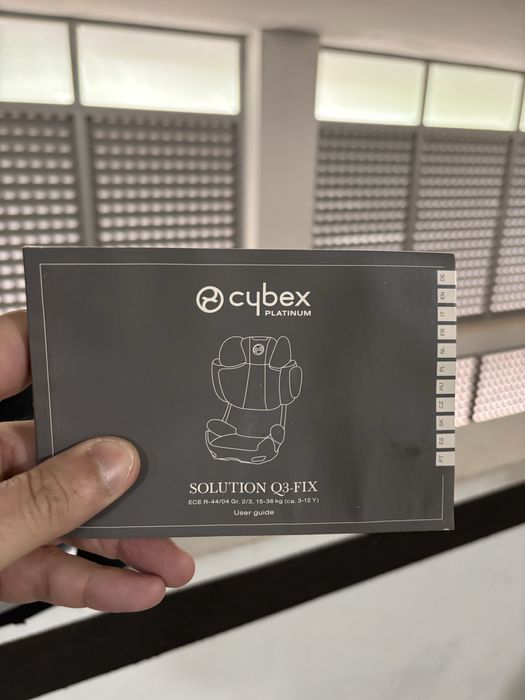 cybex
PLATINUM
SOLUTION Q3-FIX
ECE R-44/04 Gr. 2/3, 15-36 kg (ca. 3-12 Y)
User guide
DE
EN
IT
FR
NL
PL
HU
CZ
SK
ES
PT